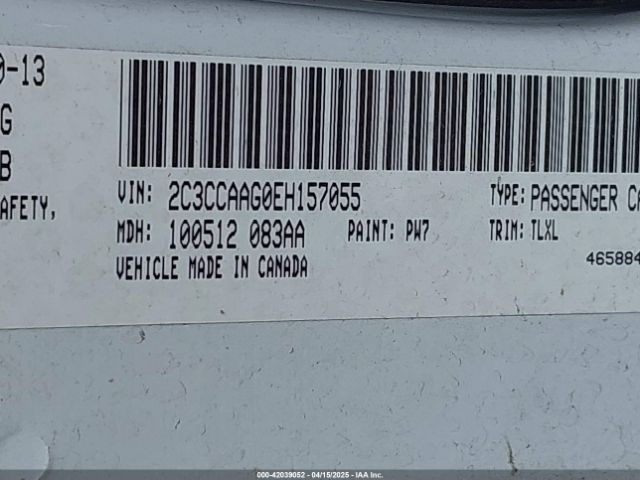 0-13
G
B
AFETY,
VIN: 2C3CCAAG0EH157055
TYPE: PASSENGER CA
MDH: 100512 083AA
PAINT: PW7
TRIM: TLXL
VEHICLE MADE IN CANADA
465884
000-42039052 - 04/15/2025 - IAA Inc.